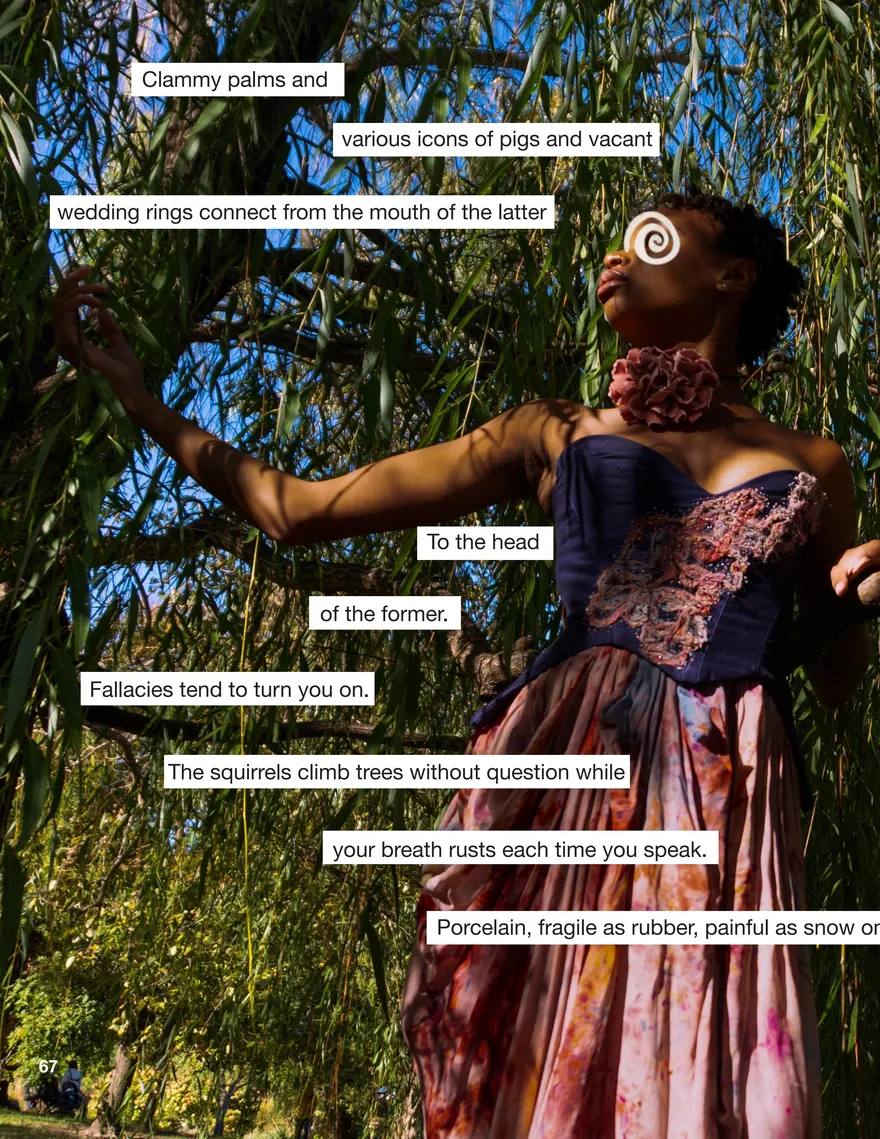 Clammy palms and
various icons of pigs and vacant
wedding rings connect from the mouth of the latter
To the head
of the former.
Fallacies tend to turn you on.
The squirrels climb trees without question while
your breath rusts each time you speak.
Porcelain, fragile as rubber, painful as snow
67